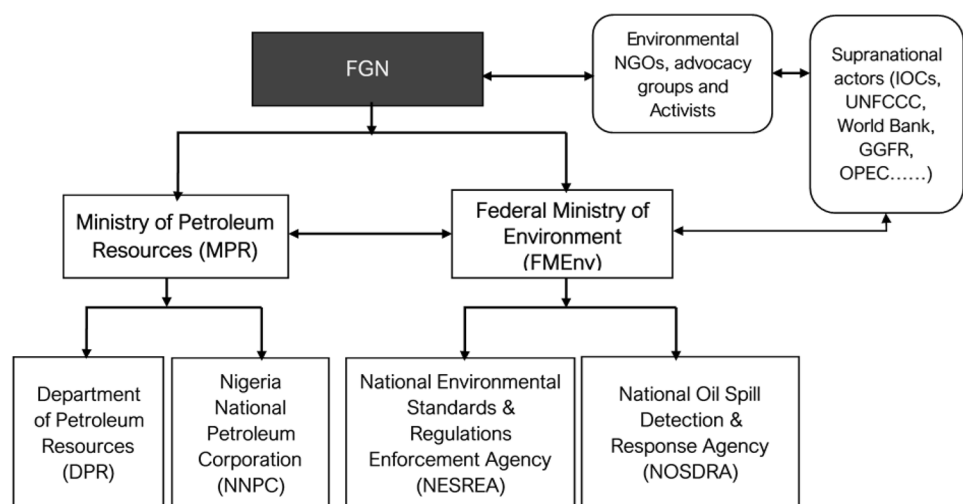 FGN
Environmental
NGOs, advocacy
groups and
Activists
Supranational
actors (IOCs,
UNFCCC,
World Bank,
GGFR,
OPEC......)
Ministry of Petroleum
Resources (MPR)
Federal Ministry of
Environment
(FMEnv)
Department
of Petroleum
Resources
(DPR)
Nigeria
National
Petroleum
Corporation
(NNPC)
National Environmental
Standards &
Regulations
Enforcement Agency
(NESREA)
National Oil Spill
Detection &
Response Agency
(NOSDRA)